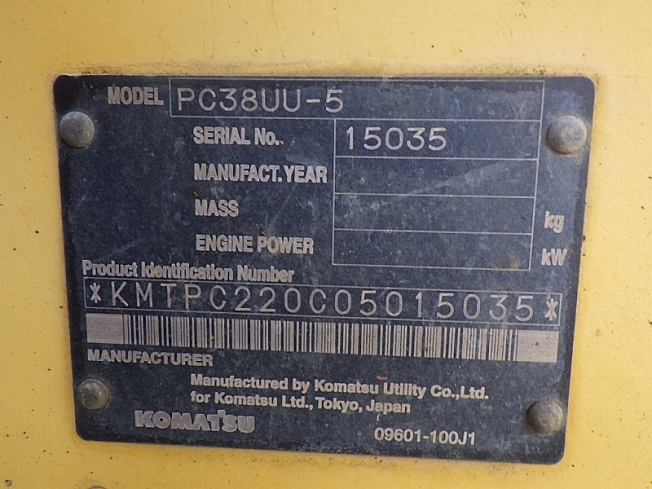 MODEL PC38UU-5
SERIAL No. 15035
MANUFACT.YEAR
MASS kg
ENGINE POWER kW
Product Identification Number
*KMTPC220C05015035*
MANUFACTURER
Manufactured by Komatsu Utility Co.,Ltd.
for Komatsu Ltd.,Tokyo, Japan
KOMATSU 09601-100J1